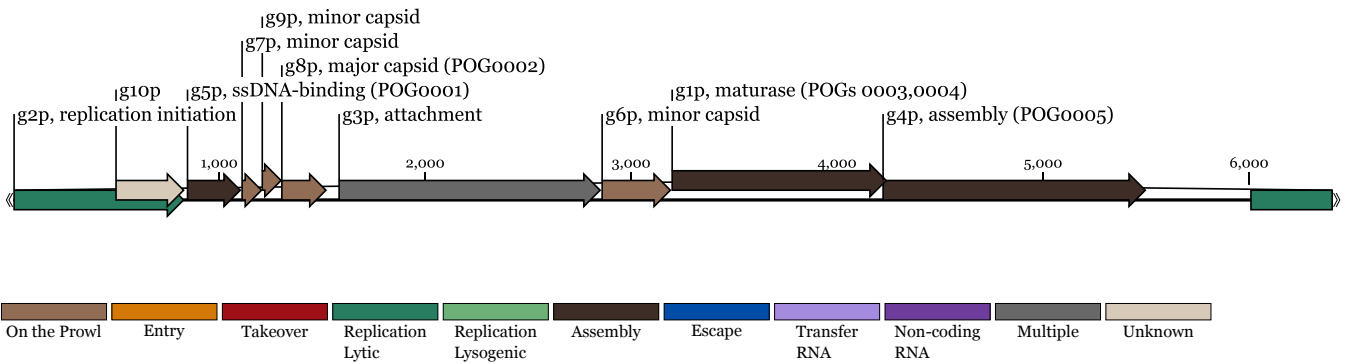 g9p, minor capsid
g7p, minor capsid
g8p, major capsid (POG0002)
g10p
g5p, ssDNA-binding (POG0001)
g1p, maturase (POGs 0003,0004)
g2p, replication initiation
g3p, attachment
g6p, minor capsid
g4p, assembly (POG0005)
1,000
2,000
3,000
4,000
5,000
6,000
On the Prowl
Entry
Takeover
Replication
Lytic
Replication
Lysogenic
Assembly
Escape
Transfer
RNA
Non-coding
RNA
Multiple
Unknown